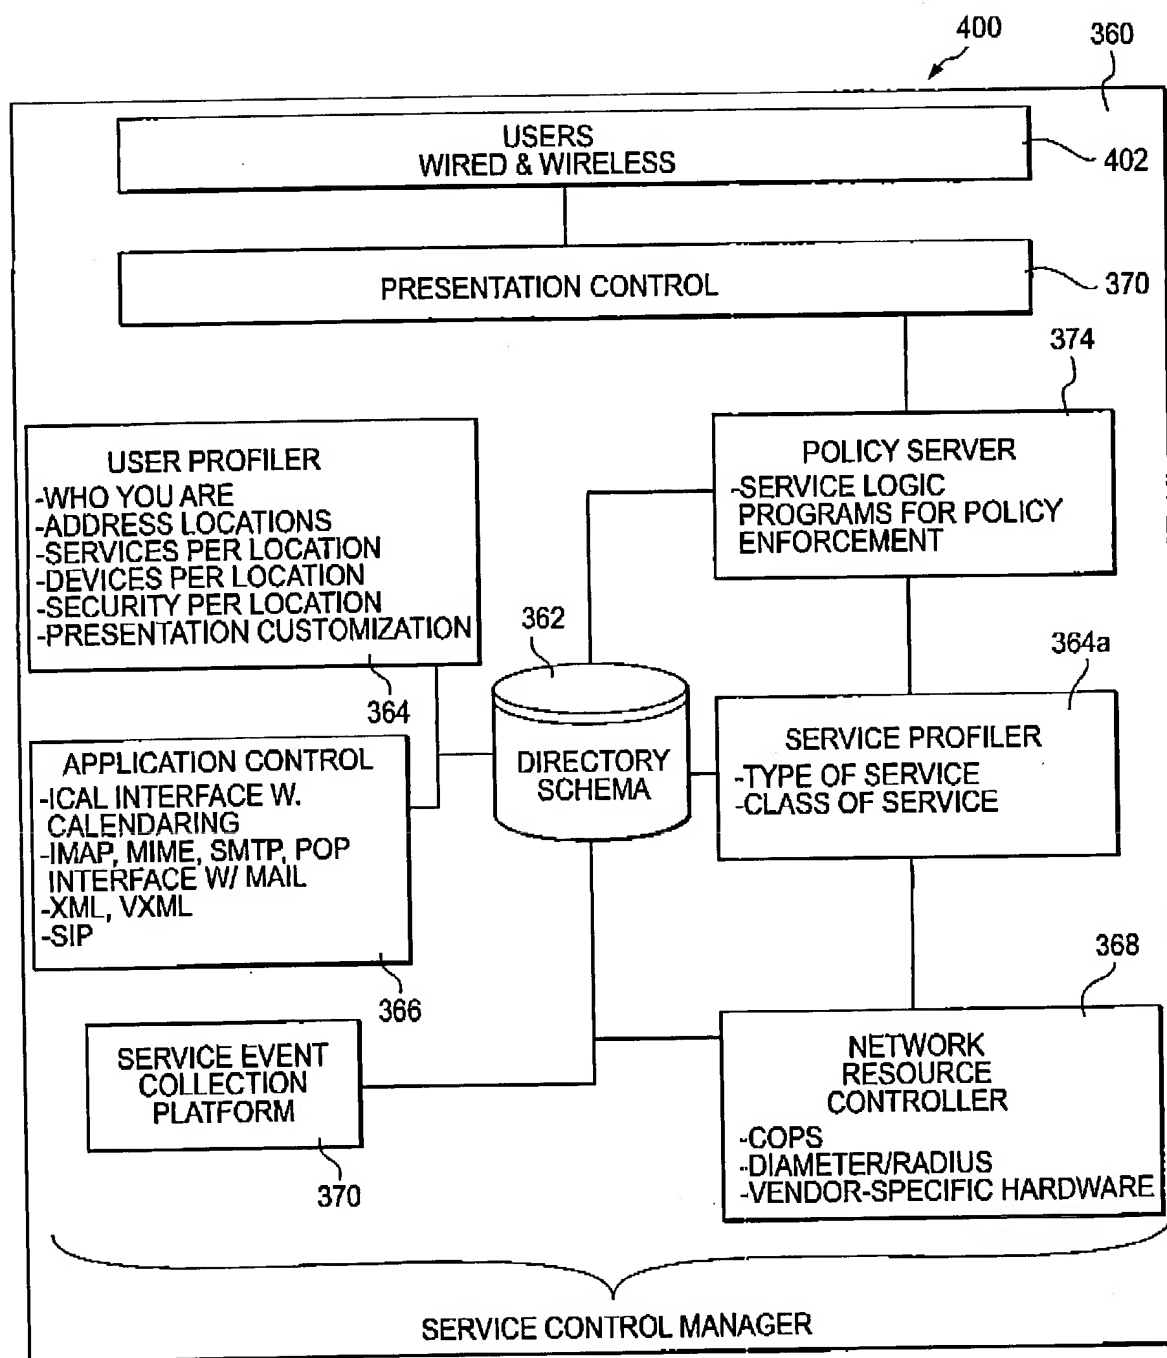 400
360
USERS
WIRED & WIRELESS
402
PRESENTATION CONTROL
370
374
USER PROFILER
-WHO YOU ARE
-ADDRESS LOCATIONS
-SERVICES PER LOCATION
-DEVICES PER LOCATION
-SECURITY PER LOCATION
-PRESENTATION CUSTOMIZATION
364
POLICY SERVER
-SERVICE LOGIC
PROGRAMS FOR POLICY
ENFORCEMENT
362
DIRECTORY
SCHEMA
364a
SERVICE PROFILER
-TYPE OF SERVICE
-CLASS OF SERVICE
APPLICATION CONTROL
-ICAL INTERFACE W.
CALENDARING
-IMAP, MIME, SMTP, POP
INTERFACE W/ MAIL
-XML, VXML
-SIP
366
368
SERVICE EVENT
COLLECTION
PLATFORM
370
NETWORK
RESOURCE
CONTROLLER
-COPS
-DIAMETER/RADIUS
-VENDOR-SPECIFIC HARDWARE
SERVICE CONTROL MANAGER